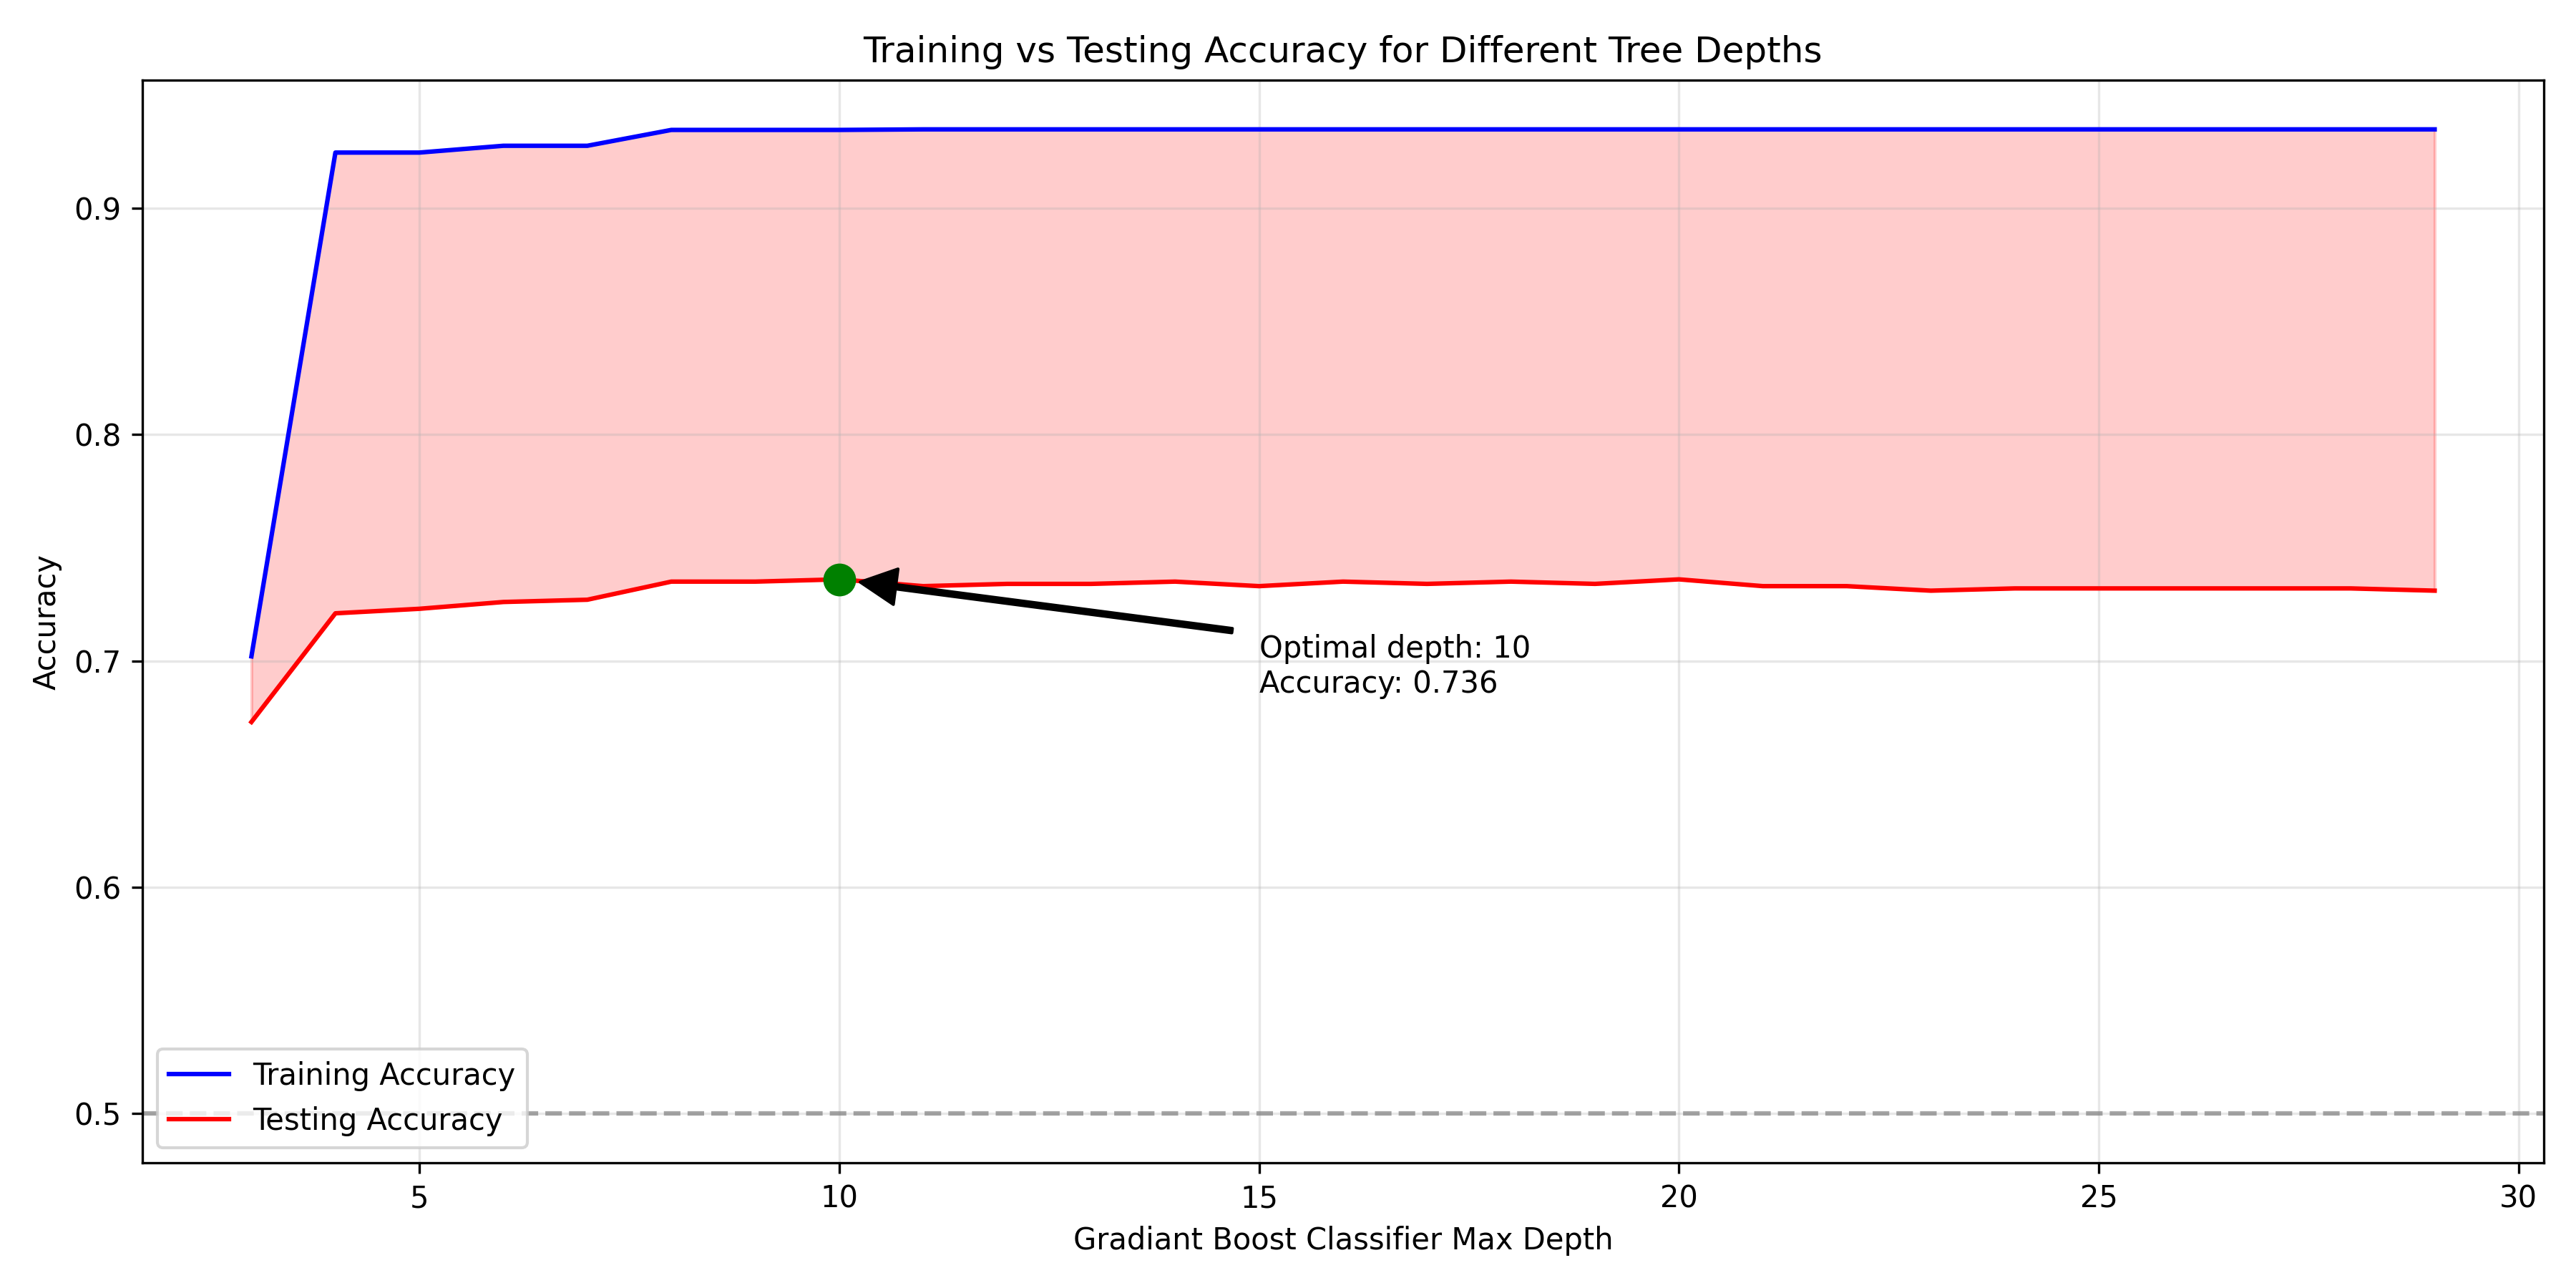 Training vs Testing Accuracy for Different Tree Depths
Accuracy
0.9
0.8
0.7
0.6
0.5
Optimal depth: 10
Accuracy: 0.736
Training Accuracy
Testing Accuracy
5
10
15
20
25
30
Gradiant Boost Classifier Max Depth